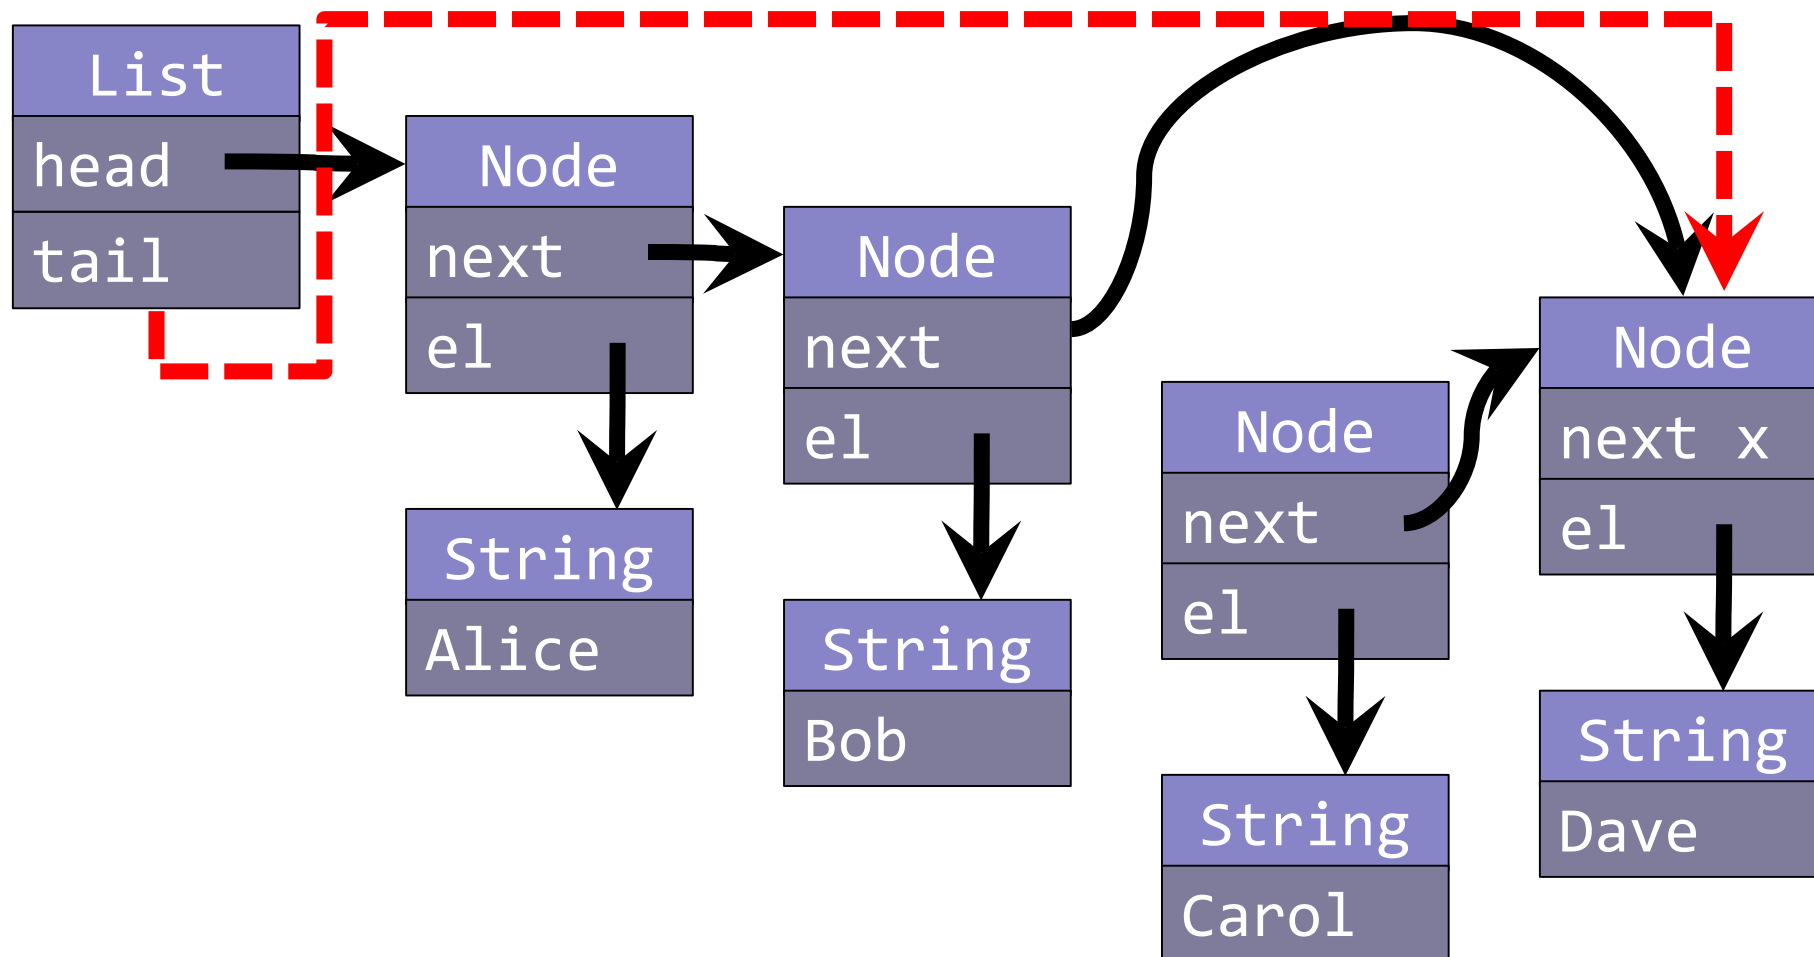 List
head
tail
Node
next
el
String
Alice
Node
next
el
String
Bob
Node
next
el
String
Carol
Node
next x
el
String
Dave